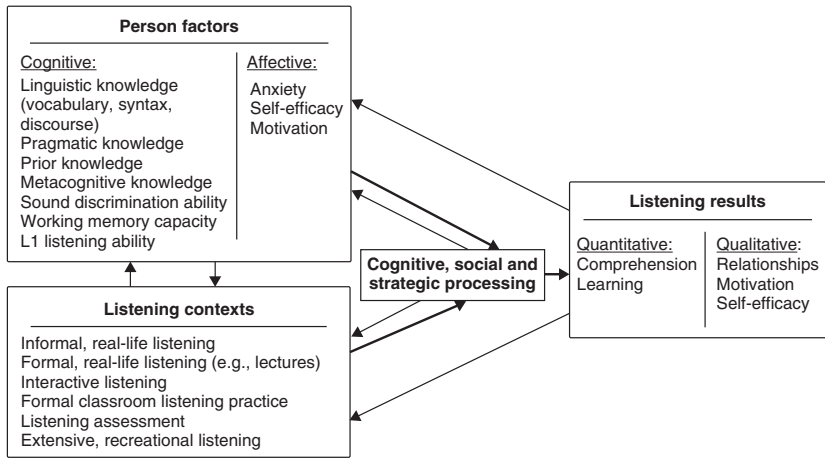 Person factors
Cognitive:
Linguistic knowledge
(vocabulary, syntax,
discourse)
Pragmatic knowledge
Prior knowledge
Metacognitive knowledge
Sound discrimination ability
Working memory capacity
L1 listening ability
Affective:
Anxiety
Self-efficacy
Motivation
Cognitive, social and
strategic processing
Listening results
Quantitative:
Comprehension
Learning
Qualitative:
Relationships
Motivation
Self-efficacy
Listening contexts
Informal, real-life listening
Formal, real-life listening (e.g., lectures)
Interactive listening
Formal classroom listening practice
Listening assessment
Extensive, recreational listening